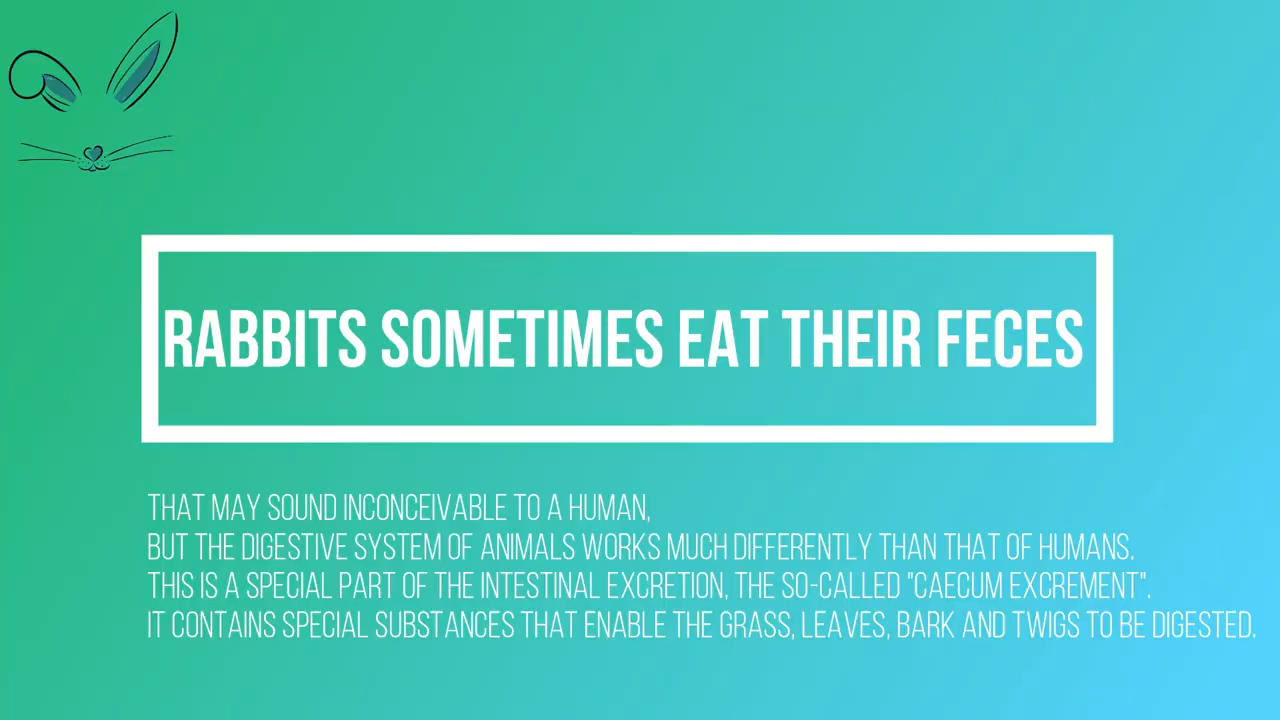 RABBITS SOMETIMES EAT THEIR FECES
THAT MAY SOUND INCONCEIVABLE TO A HUMAN,
BUT THE DIGESTIVE SYSTEM OF ANIMALS WORKS MUCH DIFFERENTLY THAN THAT OF HUMANS.
THIS IS A SPECIAL PART OF THE INTESTINAL EXCRETION, THE SO-CALLED "CAECUM EXCREMENT".
IT CONTAINS SPECIAL SUBSTANCES THAT ENABLE THE GRASS, LEAVES, BARK AND TWIGS TO BE DIGESTED.